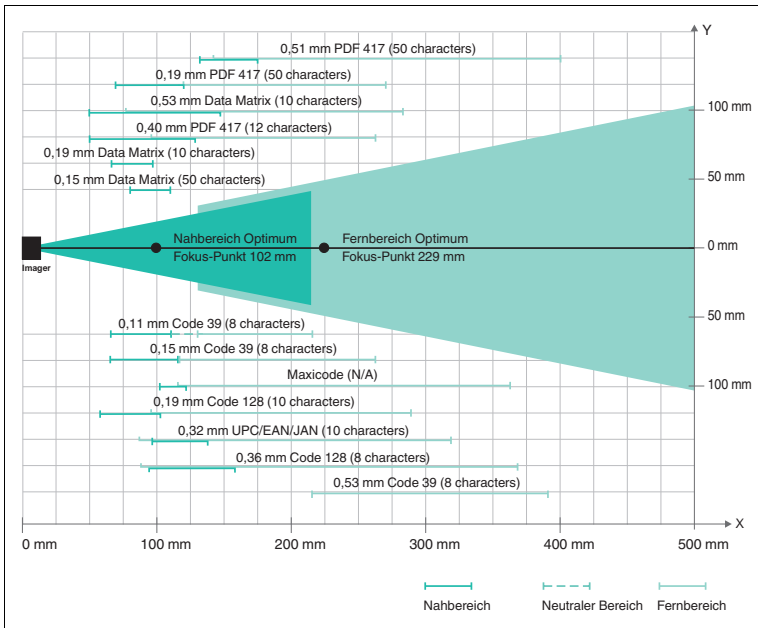 Y
0,51 mm PDF 417 (50 characters)
0,19 mm PDF 417 (50 characters)
0,53 mm Data Matrix (10 characters)
100 mm
0,40 mm PDF 417 (12 characters)
0,19 mm Data Matrix (10 characters)
0,15 mm Data Matrix (50 characters)
50 mm
Nahbereich Optimum
Fokus-Punkt 102 mm
Fernbereich Optimum
Fokus-Punkt 229 mm
0 mm
Imager
0,11 mm Code 39 (8 characters)
50 mm
0,15 mm Code 39 (8 characters)
Maxicode (N/A)
100 mm
0,19 mm Code 128 (10 characters)
0,32 mm UPC/EAN/JAN (10 characters)
0,36 mm Code 128 (8 characters)
0,53 mm Code 39 (8 characters)
X
0 mm
100 mm
200 mm
300 mm
400 mm
500 mm
Nahbereich
Neutraler Bereich
Fernbereich